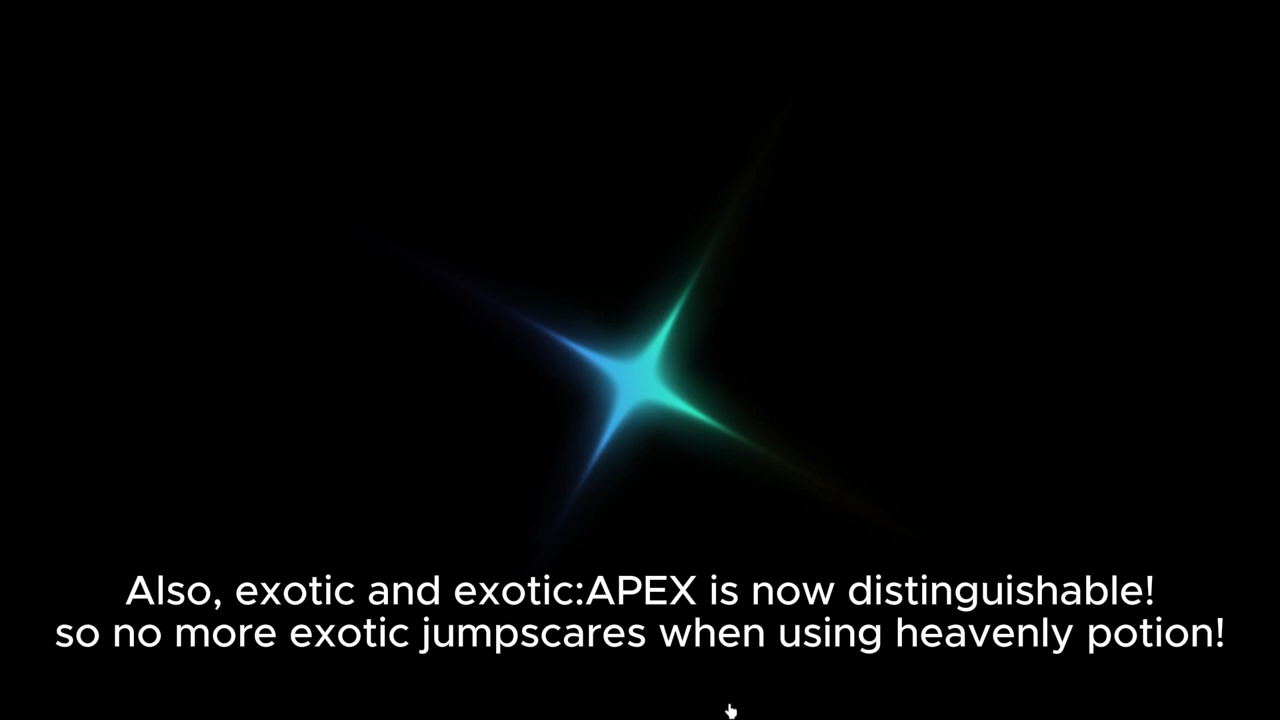 Also, exotic and exotic:APEX is now distinguishable!
so no more exotic jumpscares when using heavenly potion!